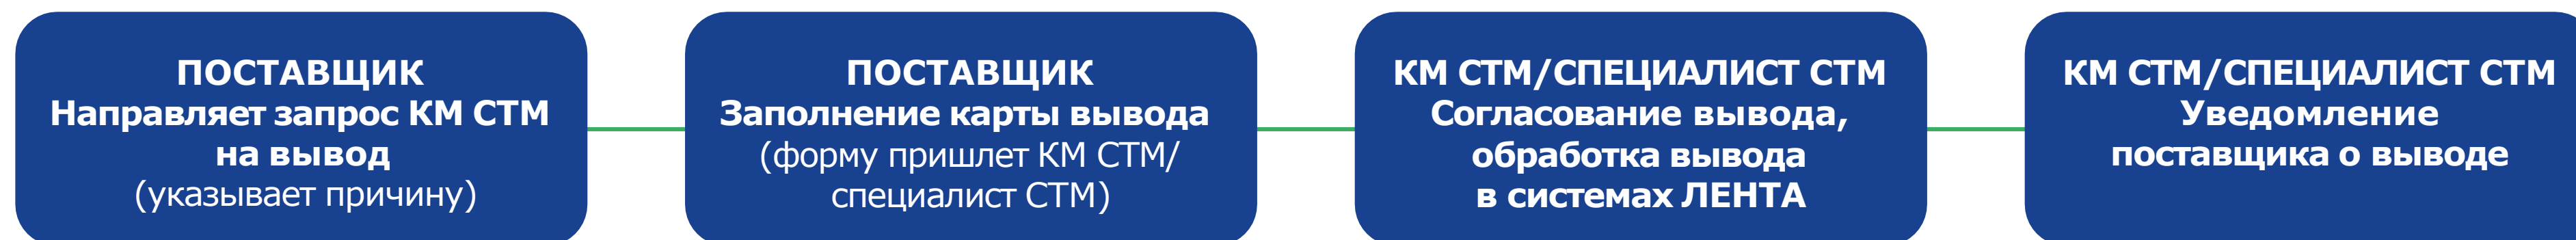 ПОСТАВЩИК
Направляет запрос КМ СТМ
на вывод
(указывает причину)
ПОСТАВЩИК
Заполнение карты вывода
(форму пришлет КМ СТМ/
специалист СТМ)
КМ СТМ/СПЕЦИАЛИСТ СТМ
Согласование вывода,
обработка вывода
в системах ЛЕНТА
КМ СТМ/СПЕЦИАЛИСТ СТМ
Уведомление
поставщика о выводе